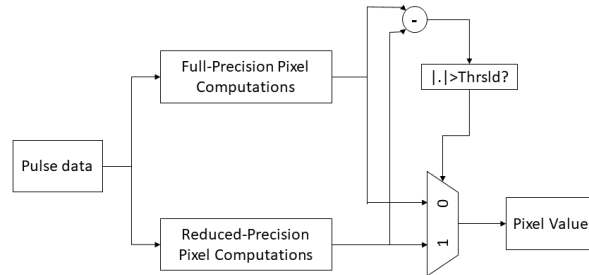 -
Full-Precision Pixel
Computations
|.|>Thrsld?
Pulse data
0
Pixel Value
1
Reduced-Precision
Pixel Computations